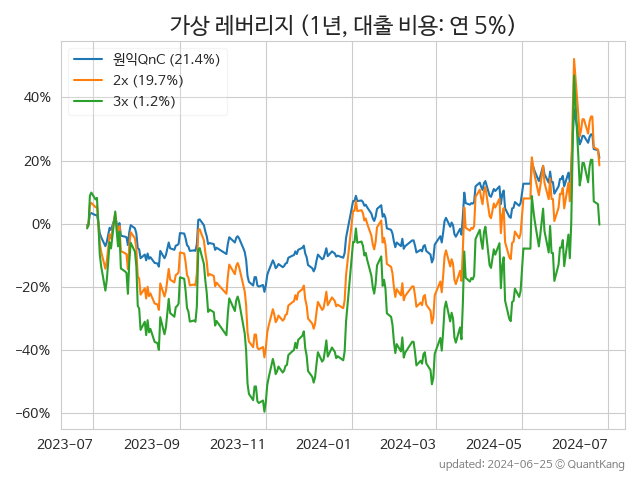 가상 레버리지 (1년, 대출 비용: 연 5%)
원익QnC (21.4%)
2x (19.7%)
3x (1.2%)
40%
20%
0%
−20%
−40%
−60%
2023-07 2023-09 2023-11 2024-01 2024-03 2024-05 2024-07
updated: 2024-06-25 © QuantKang